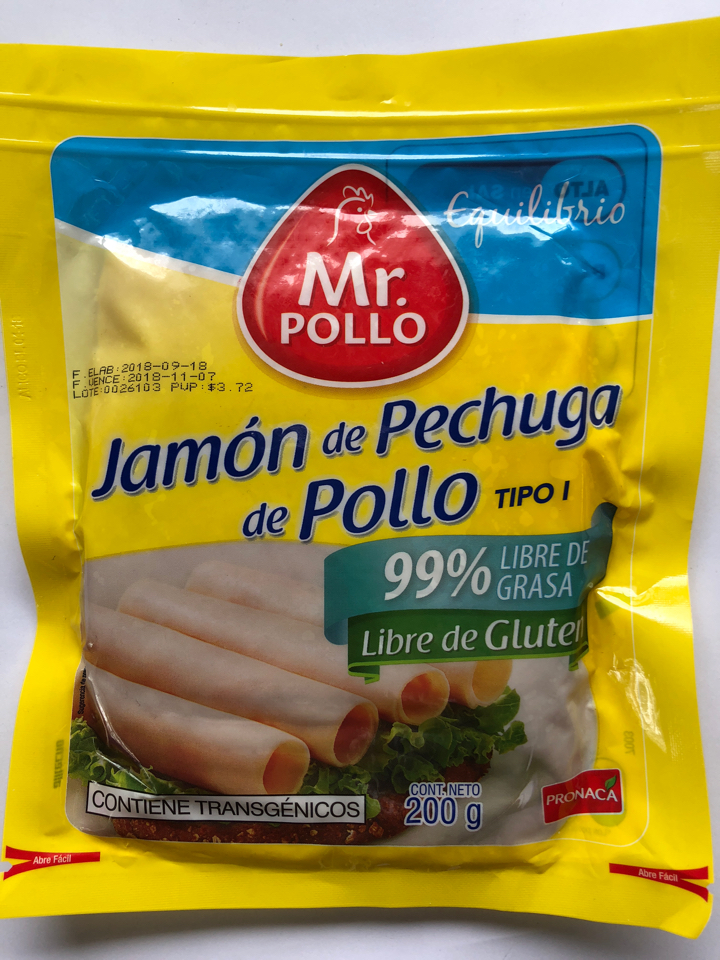 Equilibrio
Mr.
POLLO
F.ELAB:2018-09-18
F.VENCE:2018-11-07
LOTE:0026103 PVP:$3.72
Jamón de Pechuga
de Pollo TIPO I
99% LIBRE DE
GRASA
Libre de Gluten
CONTIENE TRANSGÉNICOS
CONT. NETO
200 g
PRONACA
Abre Fácil
Abre Fácil